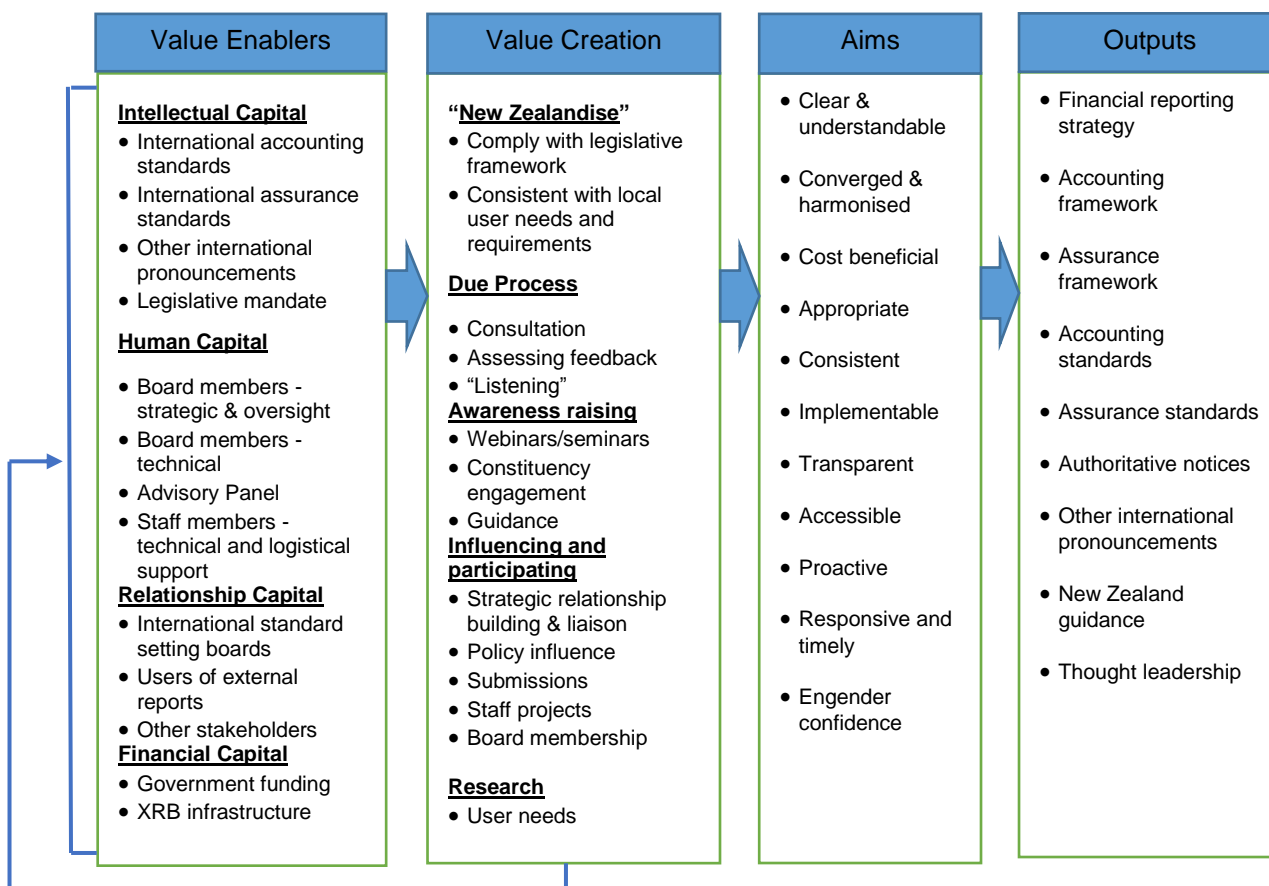 Value Enablers
Intellectual Capital
• International accounting
standards
• International assurance
standards
• Other international
pronouncements
• Legislative mandate
Human Capital
• Board members -
strategic & oversight
• Board members -
technical
• Advisory Panel
• Staff members -
technical and logistical
support
Relationship Capital
• International standard
setting boards
• Users of external
reports
• Other stakeholders
Financial Capital
• Government funding
• XRB infrastructure
Value Creation
“New Zealandise”
• Comply with legislative
framework
• Consistent with local
user needs and
requirements
Due Process
• Consultation
• Assessing feedback
• “Listening”
Awareness raising
• Webinars/seminars
• Constituency
engagement
• Guidance
Influencing and
participating
• Strategic relationship
building & liaison
• Policy influence
• Submissions
• Staff projects
• Board membership
Research
• User needs
Aims
• Clear &
understandable
• Converged &
harmonised
• Cost beneficial
• Appropriate
• Consistent
• Implementable
• Transparent
• Accessible
• Proactive
• Responsive and
timely
• Engender
confidence
Outputs
• Financial reporting
strategy
• Accounting
framework
• Assurance
framework
• Accounting
standards
• Assurance standards
• Authoritative notices
• Other international
pronouncements
• New Zealand
guidance
• Thought leadership